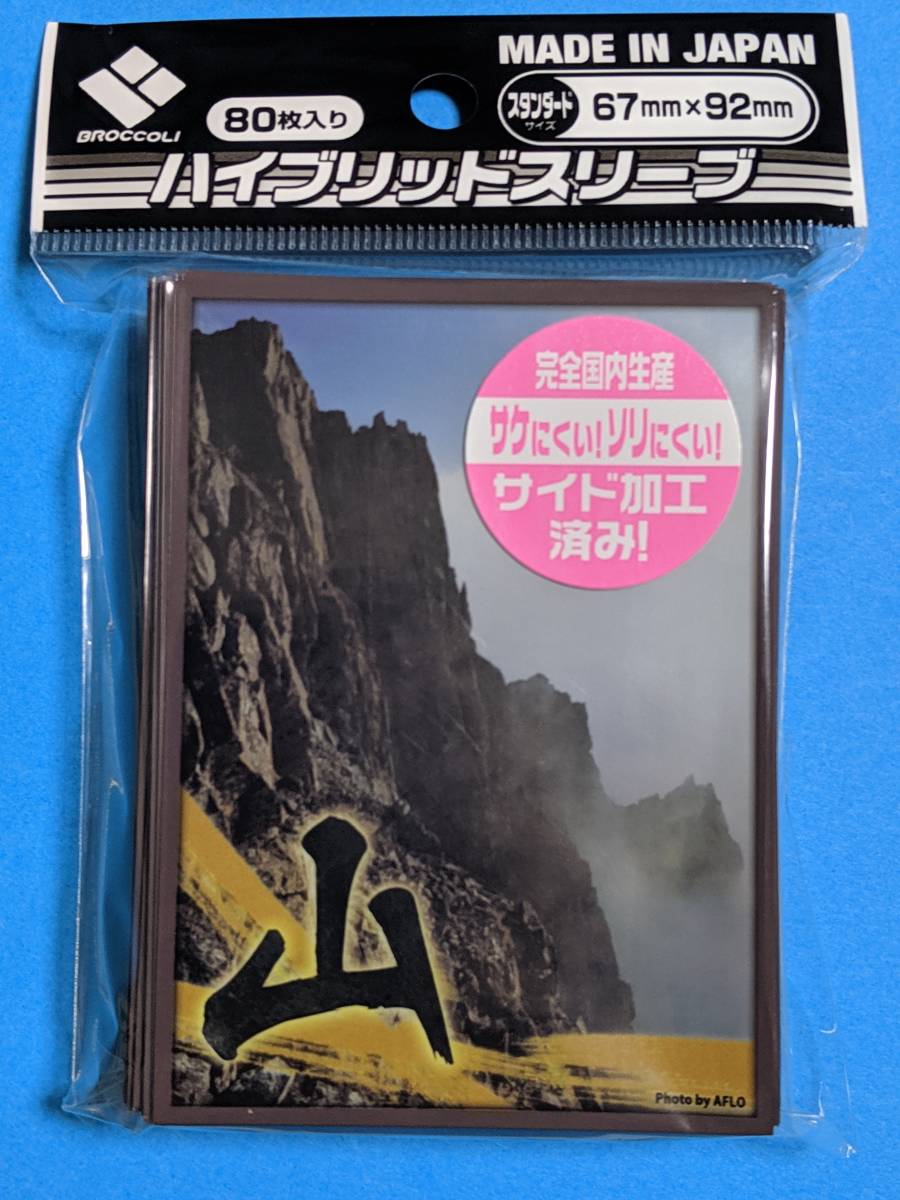 MADE IN JAPAN
BROCCOLI
80枚入り
スタンダード
サイズ
67mm×92mm
ハイブリッドスリーブ
完全国内生産
サケにくい!ソリにくい!
サイド加工
済み!
山
Photo by AFLO